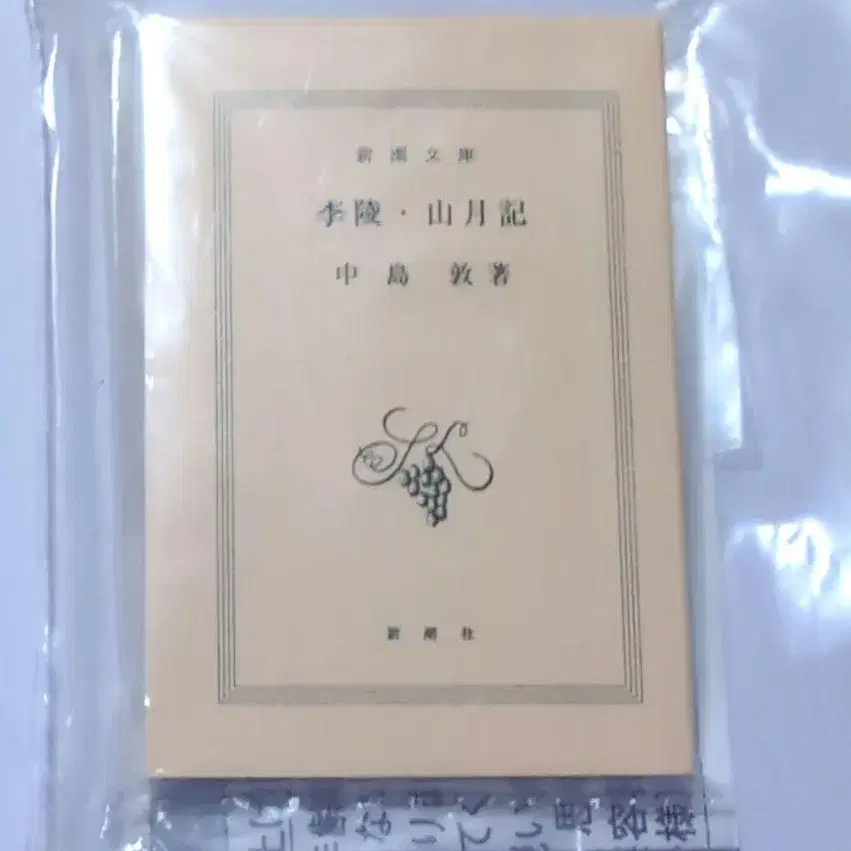 新潮文庫
李陵・山月記
中島 敦著
新潮社